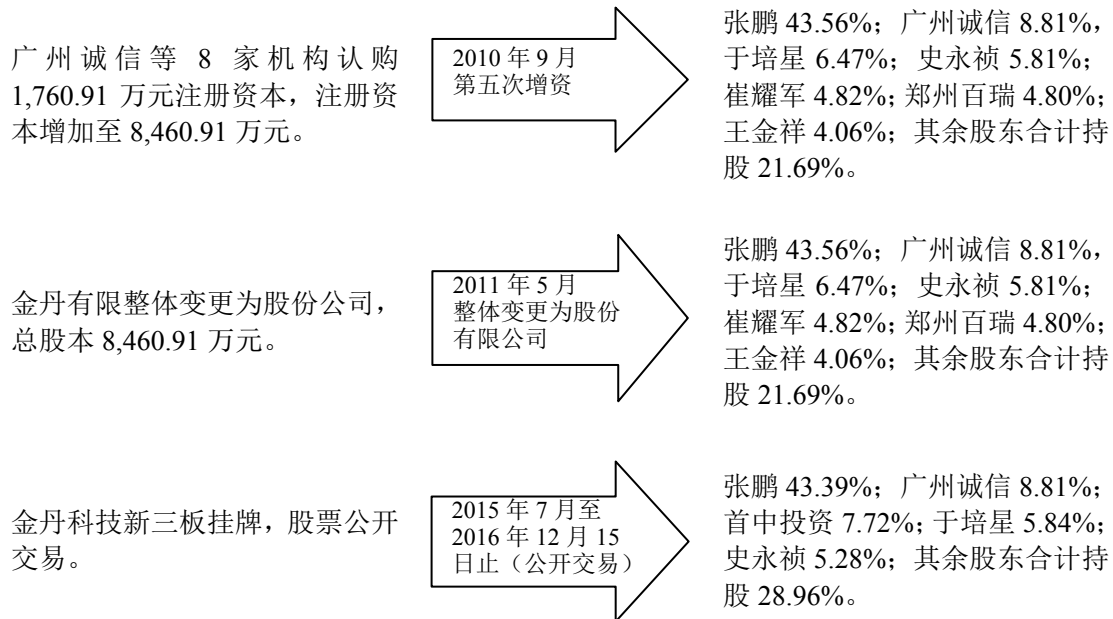 广州诚信等 8 家机构认购
1,760.91 万元注册资本，注册资
本增加至 8,460.91 万元。
2010 年 9 月
第五次增资
张鹏 43.56%；广州诚信 8.81%，
于培星 6.47%；史永祯 5.81%；
崔耀军 4.82%；郑州百瑞 4.80%；
王金祥 4.06%；其余股东合计持
股 21.69%。
金丹有限整体变更为股份公司，
总股本 8,460.91 万元。
2011 年 5 月
整体变更为股份
有限公司
张鹏 43.56%；广州诚信 8.81%，
于培星 6.47%；史永祯 5.81%；
崔耀军 4.82%；郑州百瑞 4.80%；
王金祥 4.06%；其余股东合计持
股 21.69%。
金丹科技新三板挂牌，股票公开
交易。
2015 年 7 月至
2016 年 12 月 15
日止（公开交易）
张鹏 43.39%；广州诚信 8.81%；
首中投资 7.72%；于培星 5.84%；
史永祯 5.28%；其余股东合计持
股 28.96%。